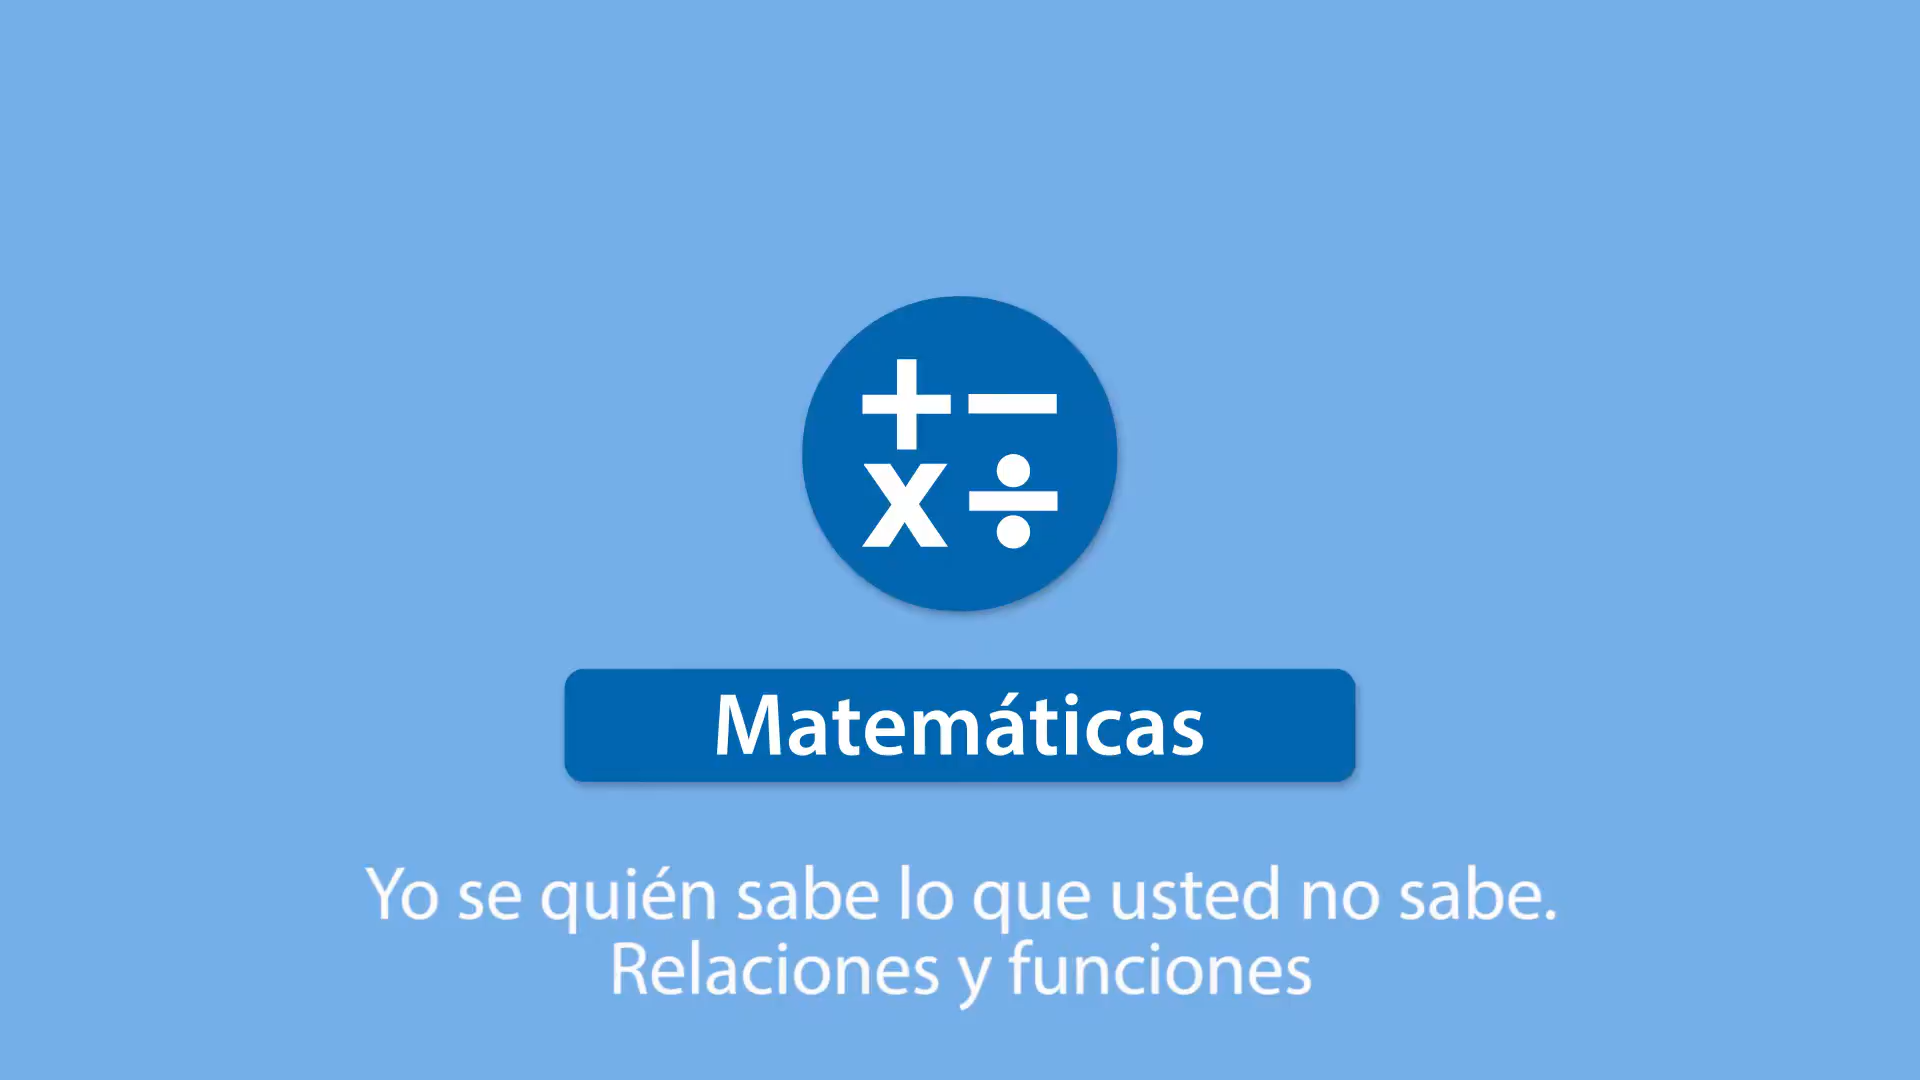 Matemáticas
Yo se quién sabe lo que usted no sabe.
Relaciones y funciones